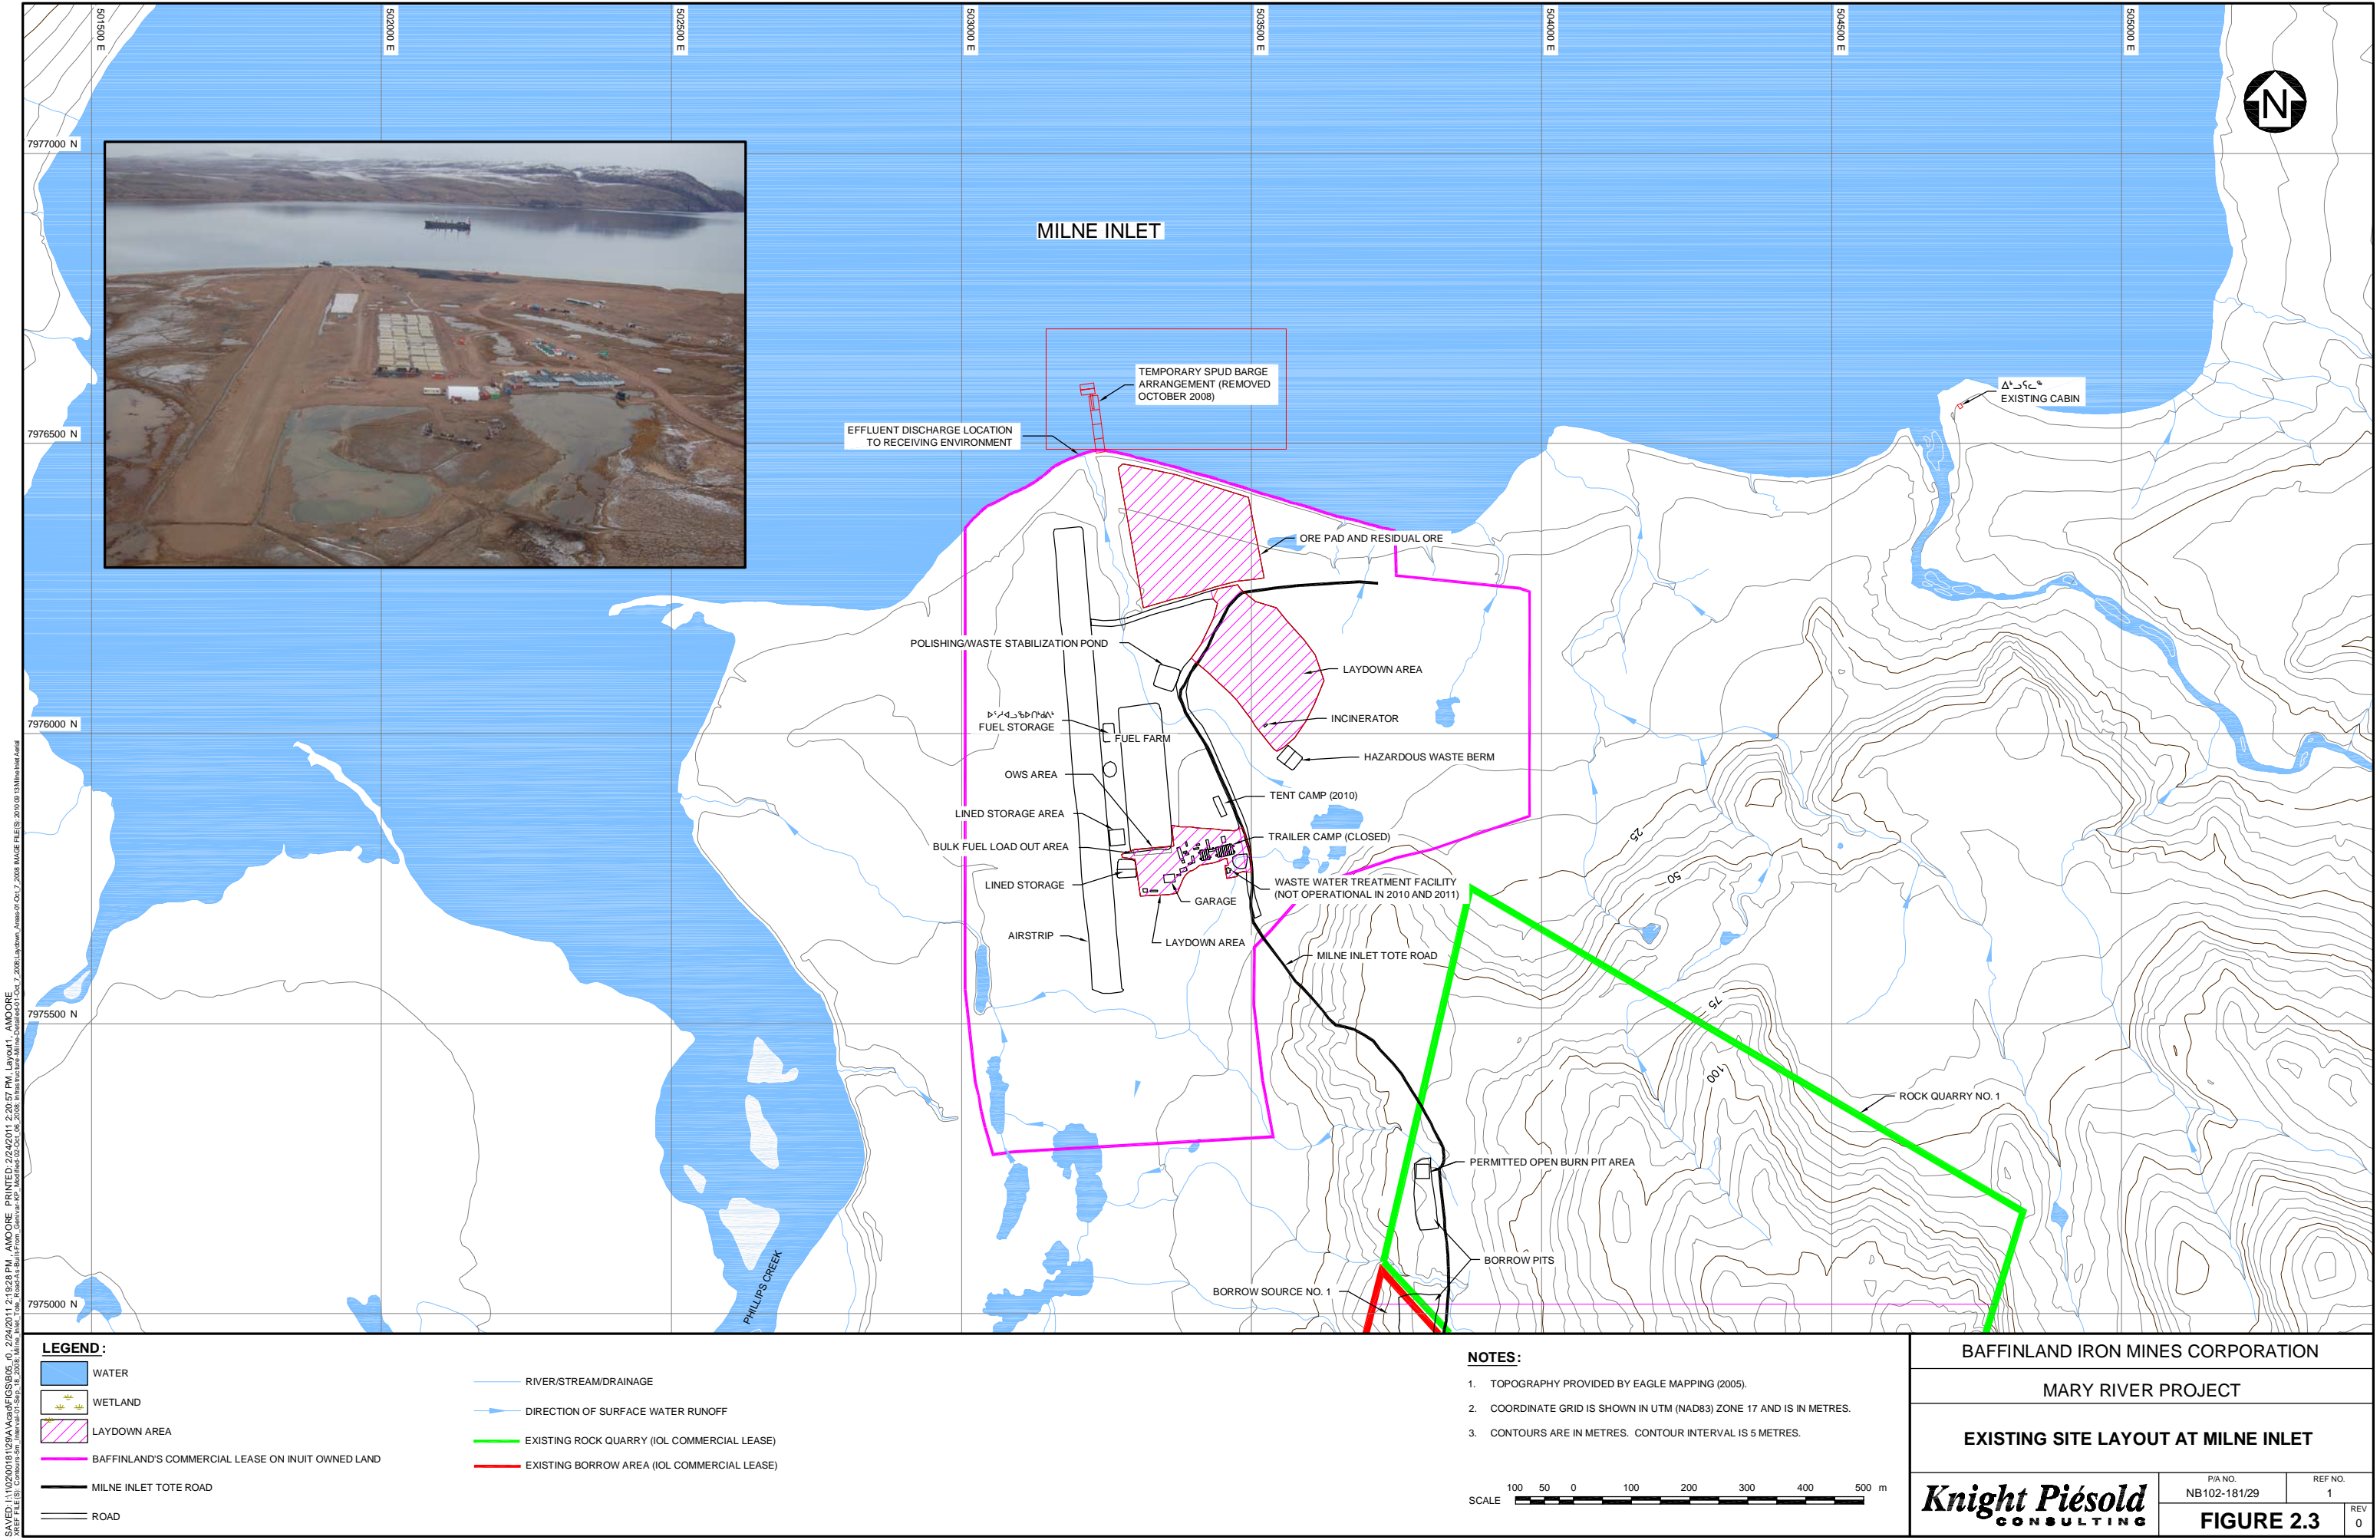 501500 E
502000 E
502500 E
503000 E
503500 E
504000 E
504500 E
505000 E
N
7977000 N
7976500 N
7976000 N
7975500 N
7975000 N
MILNE INLET
TEMPORARY SPUD BARGE
ARRANGEMENT (REMOVED
OCTOBER 2008)
EFFLUENT DISCHARGE LOCATION
TO RECEIVING ENVIRONMENT
EXISTING CABIN
ORE PAD AND RESIDUAL ORE
POLISHING/WASTE STABILIZATION POND
LAYDOWN AREA
FUEL STORAGE
INCINERATOR
FUEL FARM
HAZARDOUS WASTE BERM
OWS AREA
TENT CAMP (2010)
LINED STORAGE AREA
TRAILER CAMP (CLOSED)
BULK FUEL LOAD OUT AREA
LINED STORAGE
WASTE WATER TREATMENT FACILITY
(NOT OPERATIONAL IN 2010 AND 2011)
GARAGE
AIRSTRIP
LAYDOWN AREA
MILNE INLET TOTE ROAD
25
50
75
100
ROCK QUARRY NO. 1
PERMITTED OPEN BURN PIT AREA
BORROW PITS
BORROW SOURCE NO. 1
PHILLIPS CREEK
LEGEND:
WATER
WETLAND
LAYDOWN AREA
BAFFINLAND'S COMMERCIAL LEASE ON INUIT OWNED LAND
MILNE INLET TOTE ROAD
ROAD
RIVER/STREAM/DRAINAGE
DIRECTION OF SURFACE WATER RUNOFF
EXISTING ROCK QUARRY (IOL COMMERCIAL LEASE)
EXISTING BORROW AREA (IOL COMMERCIAL LEASE)
NOTES:
1. TOPOGRAPHY PROVIDED BY EAGLE MAPPING (2005).
2. COORDINATE GRID IS SHOWN IN UTM (NAD83) ZONE 17 AND IS IN METRES.
3. CONTOURS ARE IN METRES. CONTOUR INTERVAL IS 5 METRES.
100 50 0 100 200 300 400 500 m
SCALE
BAFFINLAND IRON MINES CORPORATION
MARY RIVER PROJECT
EXISTING SITE LAYOUT AT MILNE INLET
Knight Piésold
CONSULTING
P/A NO.
NB102-181/29
REF NO.
1
FIGURE 2.3
REV
0